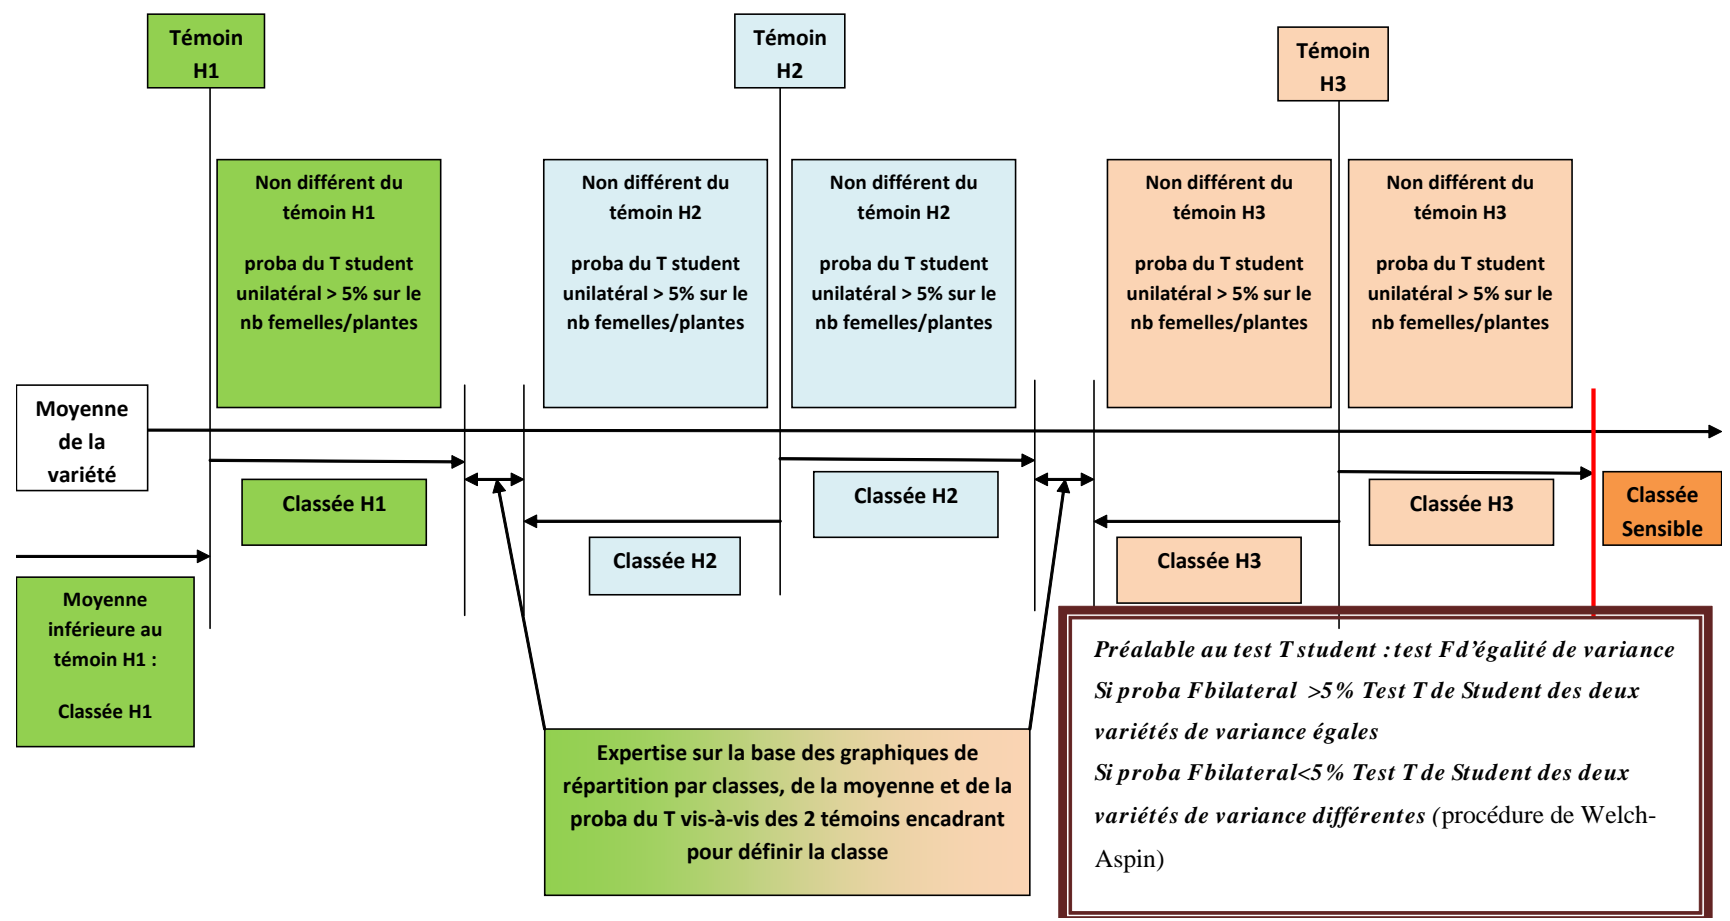 Témoin
H1
Témoin
H2
Témoin
H3
Non différent du
témoin H1
proba du T student
unilatéral > 5% sur le
nb femelles/plantes
Non différent du
témoin H2
proba du T student
unilatéral > 5% sur le
nb femelles/plantes
Non différent du
témoin H2
proba du T student
unilatéral > 5% sur le
nb femelles/plantes
Non différent du
témoin H3
proba du T student
unilatéral > 5% sur le
nb femelles/plantes
Non différent du
témoin H3
proba du T student
unilatéral > 5% sur le
nb femelles/plantes
Moyenne
de la
variété
Classée H1
Classée H2
Classée H2
Classée H3
Classée H3
Classée
Sensible
Moyenne
inférieure au
témoin H1 :
Classée H1
Expertise sur la base des graphiques de
répartition par classes, de la moyenne et de la
proba du T vis-à-vis des 2 témoins encadrant
pour définir la classe
Préalable au test T student : test F d’égalité de variance
Si proba Fbilateral >5% Test T de Student des deux
variétés de variance égales
Si proba Fbilateral<5% Test T de Student des deux
variétés de variance différentes (procédure de Welch-
Aspin)